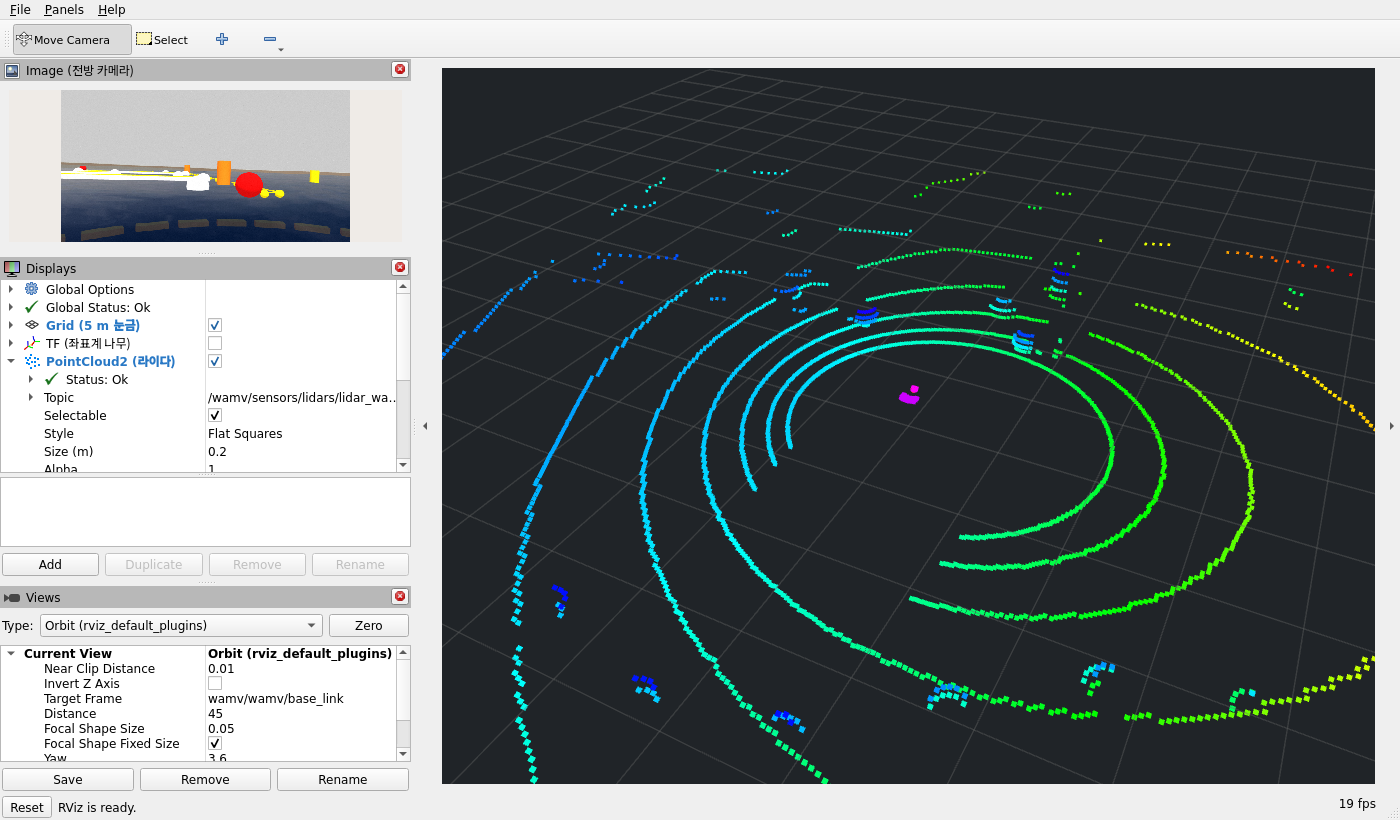 File Panels Help
Move Camera Select
Image (전방 카메라)
Displays
Global Options
Global Status: Ok
Grid (5 m 눈금)
TF (좌표계 나무)
PointCloud2 (라이다)
Status: Ok
Topic /wamv/sensors/lidars/lidar_wa...
Selectable
Style Flat Squares
Size (m) 0.2
Alpha 1
Add Duplicate Remove Rename
Views
Type: Orbit (rviz_default_plugins) Zero
Current View Orbit (rviz_default_plugins)
Near Clip Distance 0.01
Invert Z Axis
Target Frame wamv/wamv/base_link
Distance 45
Focal Shape Size 0.05
Focal Shape Fixed Size
Yaw 3.6
Save Remove Rename
Reset RViz is ready.
19 fps